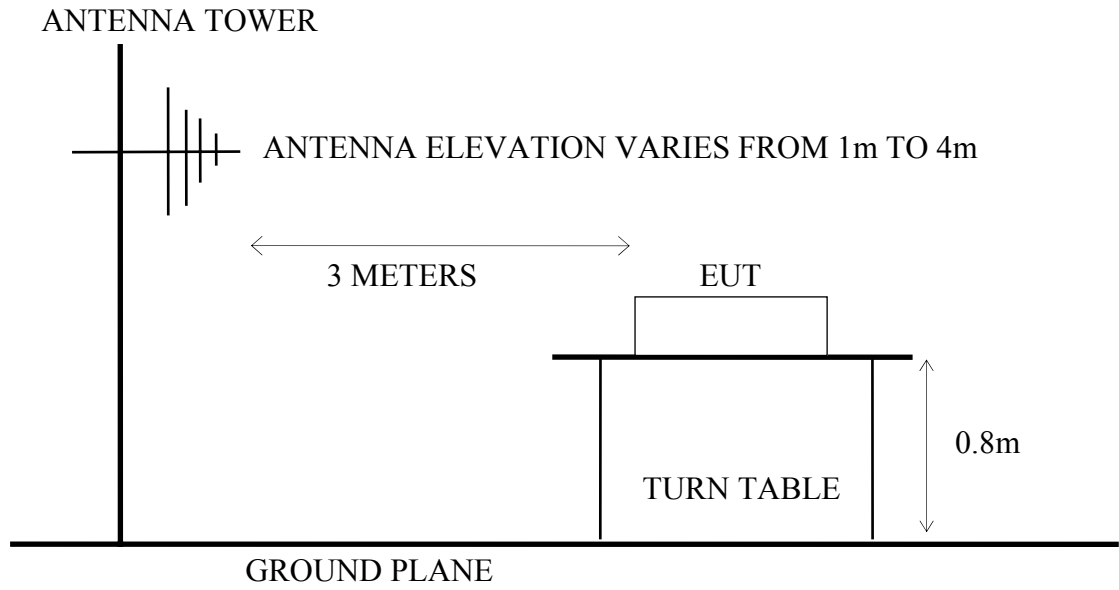 ANTENNA TOWER
ANTENNA ELEVATION VARIES FROM 1m TO 4m
3 METERS
EUT
0.8m
TURN TABLE
GROUND PLANE